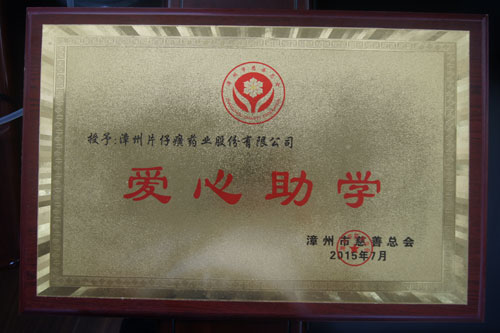 授予:漳州片仔癀药业股份有限公司
爱心助学
漳州市慈善总会
2015年7月